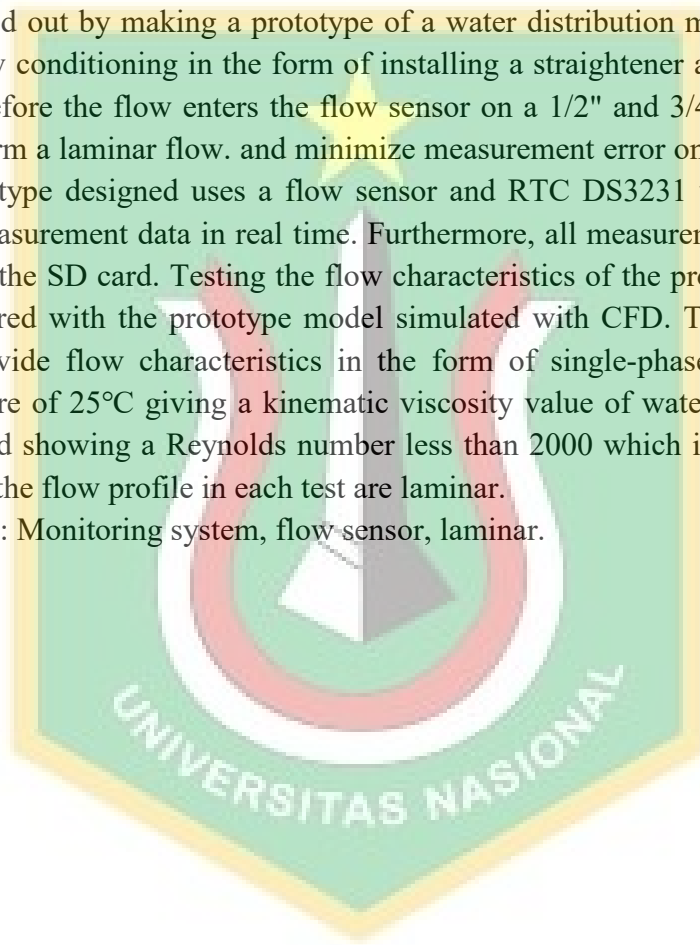 d out by making a prototype of a water distribution
conditioning in the form of installing a straightener
fore the flow enters the flow sensor on a 1/2" and 3/4
rm a laminar flow. and minimize measurement error
type designed uses a flow sensor and RTC DS3231
asurement data in real time. Furthermore, all
the SD card. Testing the flow characteristics of the
red with the prototype model simulated with CFD.
vide flow characteristics in the form of single-phase
re of 25℃ giving a kinematic viscosity value of
d showing a Reynolds number less than 2000 which
the flow profile in each test are laminar.
: Monitoring system, flow sensor, laminar.
UNIVERSITAS NASIONAL